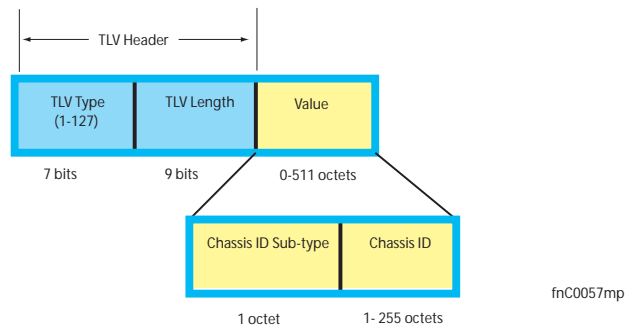 TLV Header
TLV Type
(1-127)
TLV Length
Value
7 bits
9 bits
0-511 octets
Chassis ID Sub-type
Chassis ID
fnC0057mp
1 octet
1- 255 octets